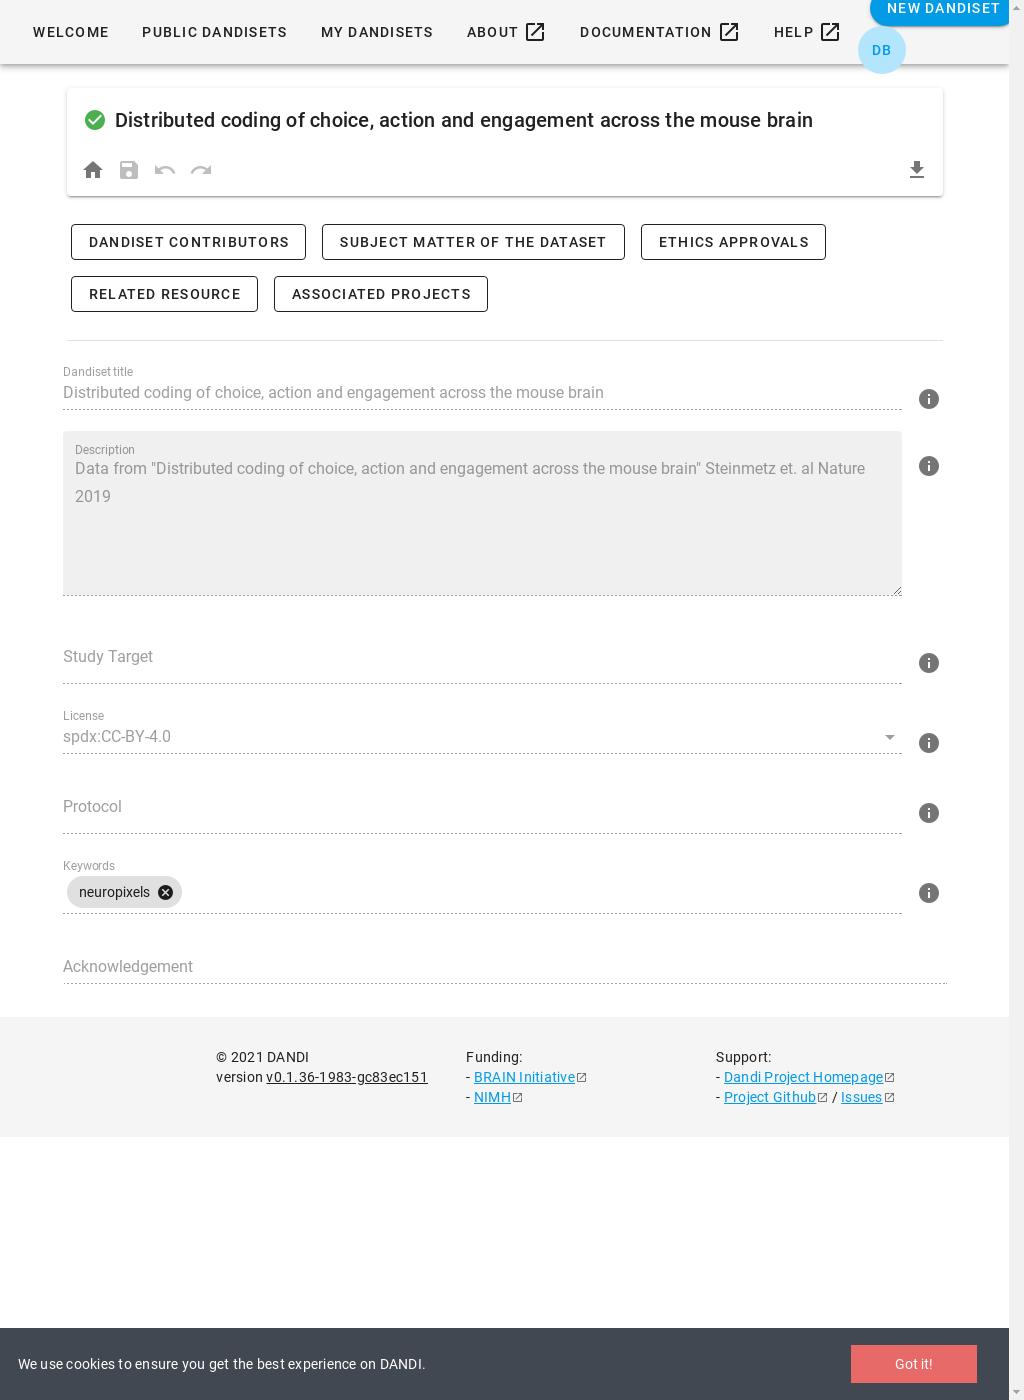 NEW DANDISET
WELCOME PUBLIC DANDISETS MY DANDISETS ABOUT DOCUMENTATION HELP
DB
Distributed coding of choice, action and engagement across the mouse brain
DANDISET CONTRIBUTORS SUBJECT MATTER OF THE DATASET ETHICS APPROVALS
RELATED RESOURCE ASSOCIATED PROJECTS
Dandiset title
Distributed coding of choice, action and engagement across the mouse brain
Description
Data from "Distributed coding of choice, action and engagement across the mouse brain" Steinmetz et. al Nature
2019
Study Target
License
spdx:CC-BY-4.0
Protocol
Keywords
neuropixels
Acknowledgement
© 2021 DANDI
version v0.1.36-1983-gc83ec151
Funding:
- BRAIN Initiative
- NIMH
Support:
- Dandi Project Homepage
- Project Github / Issues
We use cookies to ensure you get the best experience on DANDI.
Got it!